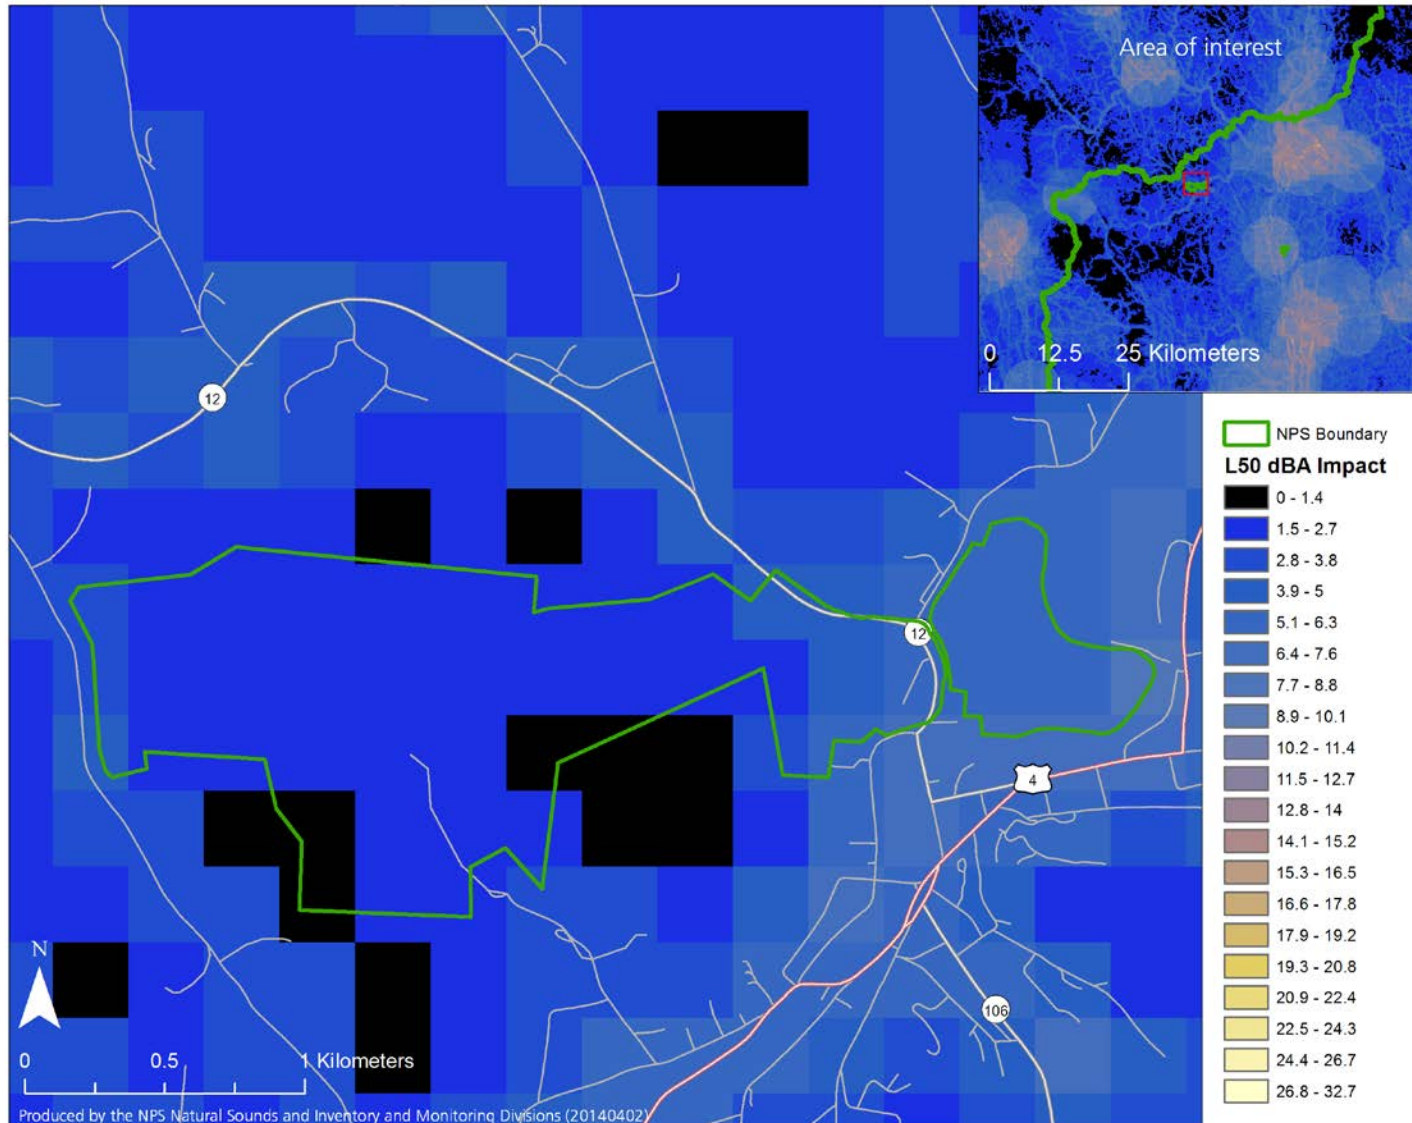 Area of interest
0 12.5 25 Kilometers
12
12
4
106
NPS Boundary
L50 dBA Impact
0 - 1.4
1.5 - 2.7
2.8 - 3.8
3.9 - 5
5.1 - 6.3
6.4 - 7.6
7.7 - 8.8
8.9 - 10.1
10.2 - 11.4
11.5 - 12.7
12.8 - 14
14.1 - 15.2
15.3 - 16.5
16.6 - 17.8
17.9 - 19.2
19.3 - 20.8
20.9 - 22.4
22.5 - 24.3
24.4 - 26.7
26.8 - 32.7
N
0 0.5 1 Kilometers
Produced by the NPS Natural Sounds and Inventory and Monitoring Divisions (20140402)